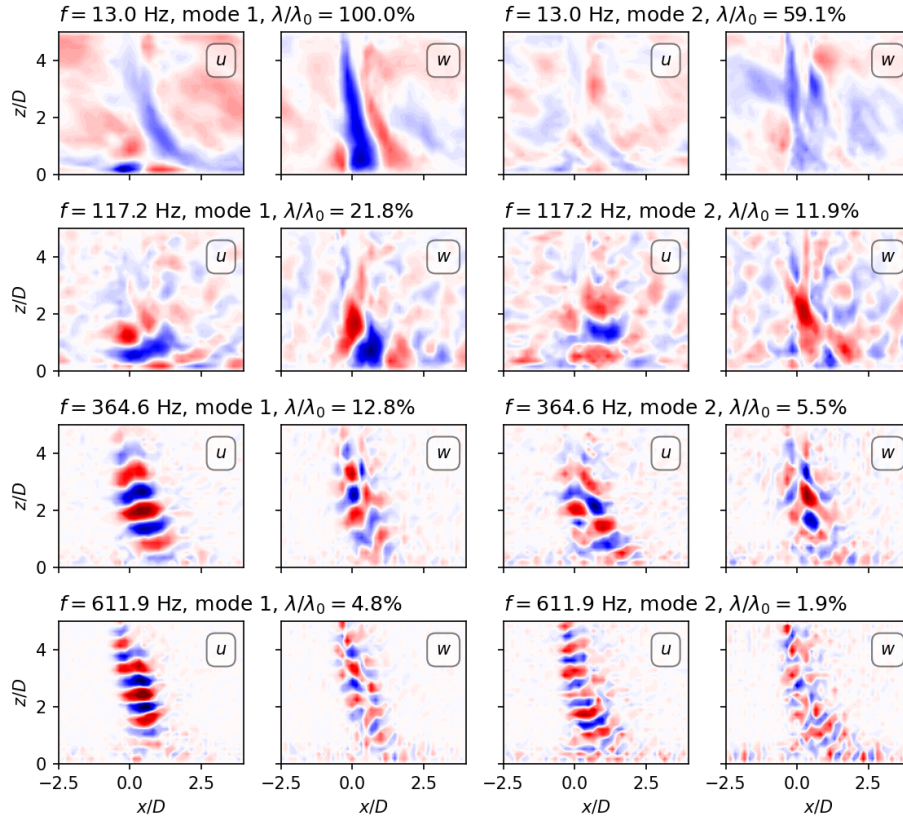 f = 13.0 Hz, mode 1, λ/λ₀ = 100.0%
f = 13.0 Hz, mode 2, λ/λ₀ = 59.1%
z/D
4
2
0
u
w
u
w
f = 117.2 Hz, mode 1, λ/λ₀ = 21.8%
f = 117.2 Hz, mode 2, λ/λ₀ = 11.9%
z/D
4
2
0
u
w
u
w
f = 364.6 Hz, mode 1, λ/λ₀ = 12.8%
f = 364.6 Hz, mode 2, λ/λ₀ = 5.5%
z/D
4
2
0
u
w
u
w
f = 611.9 Hz, mode 1, λ/λ₀ = 4.8%
f = 611.9 Hz, mode 2, λ/λ₀ = 1.9%
z/D
4
2
0
u
w
u
w
−2.5 0.0 2.5 −2.5 0.0 2.5 −2.5 0.0 2.5 −2.5 0.0 2.5
x/D x/D x/D x/D